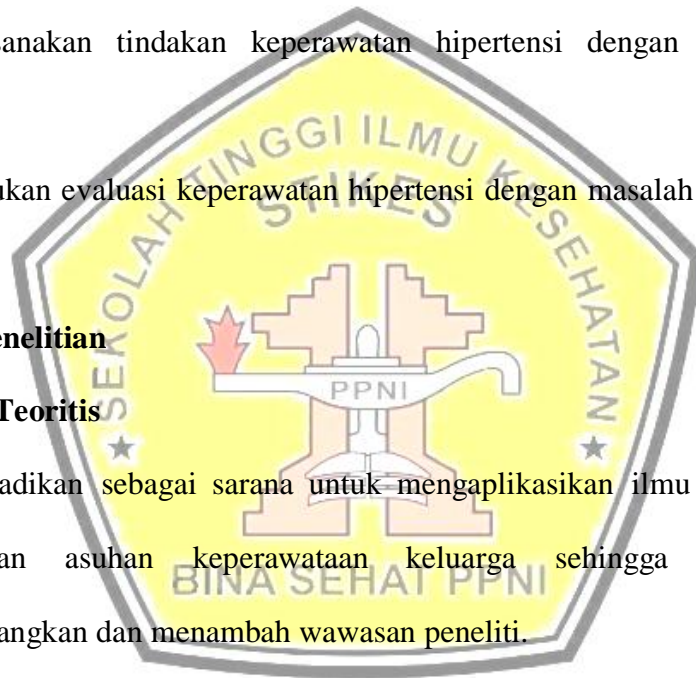 anakan tindakan keperawatan hipertensi dengan
ukan evaluasi keperawatan hipertensi dengan masalah
enelitian
Teoritis
adikan sebagai sarana untuk mengaplikasikan ilmu
an asuhan keperawataan keluarga sehingga
angkan dan menambah wawasan peneliti.
SEKOLAH TINGGI ILMU KESEHATAN
STIKES
PPNI
BINA SEHAT PPNI